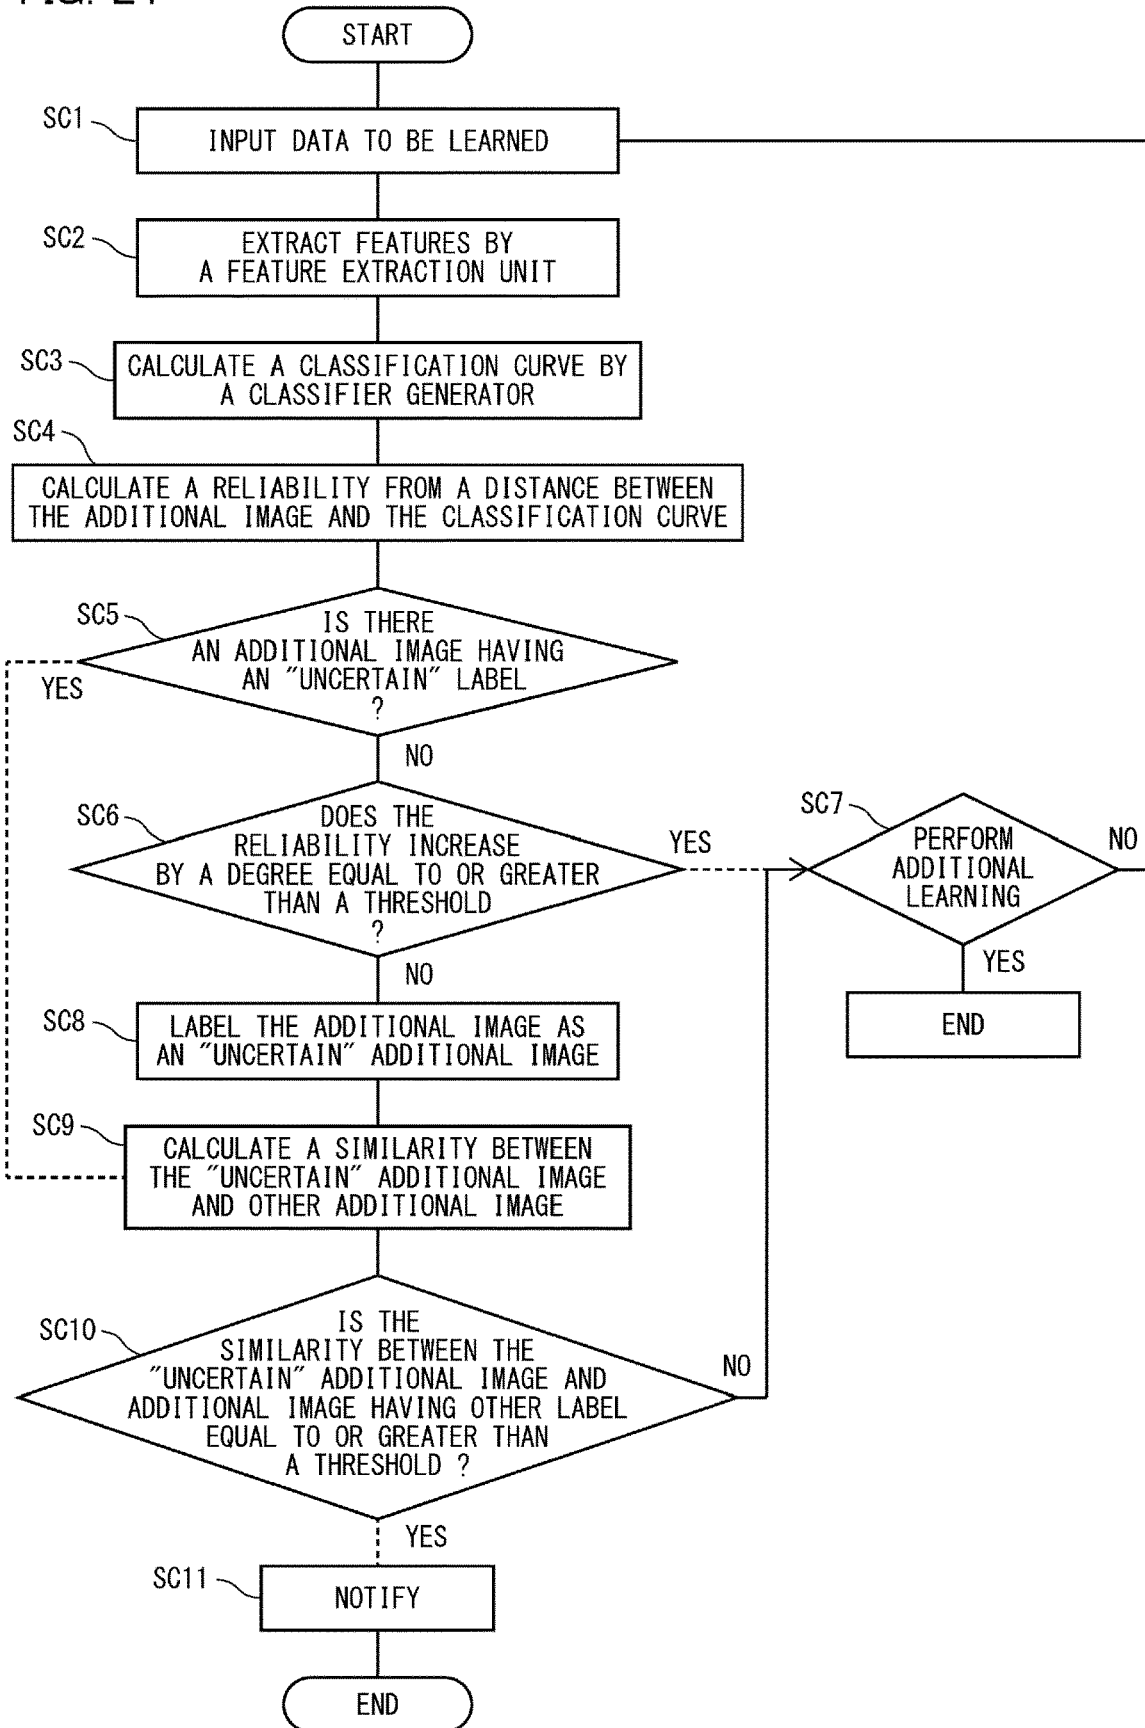 START
SC1
INPUT DATA TO BE LEARNED
SC2
EXTRACT FEATURES BY
A FEATURE EXTRACTION UNIT
SC3
CALCULATE A CLASSIFICATION CURVE BY
A CLASSIFIER GENERATOR
SC4
CALCULATE A RELIABILITY FROM A DISTANCE BETWEEN
THE ADDITIONAL IMAGE AND THE CLASSIFICATION CURVE
SC5
IS THERE
AN ADDITIONAL IMAGE HAVING
AN "UNCERTAIN" LABEL
?
YES
NO
SC6
DOES THE
RELIABILITY INCREASE
BY A DEGREE EQUAL TO OR GREATER
THAN A THRESHOLD
?
YES
NO
SC7
PERFORM
ADDITIONAL
LEARNING
NO
YES
END
SC8
LABEL THE ADDITIONAL IMAGE AS
AN "UNCERTAIN" ADDITIONAL IMAGE
SC9
CALCULATE A SIMILARITY BETWEEN
THE "UNCERTAIN" ADDITIONAL IMAGE
AND OTHER ADDITIONAL IMAGE
SC10
IS THE
SIMILARITY BETWEEN THE
"UNCERTAIN" ADDITIONAL IMAGE AND
ADDITIONAL IMAGE HAVING OTHER LABEL
EQUAL TO OR GREATER THAN
A THRESHOLD ?
NO
YES
SC11
NOTIFY
END